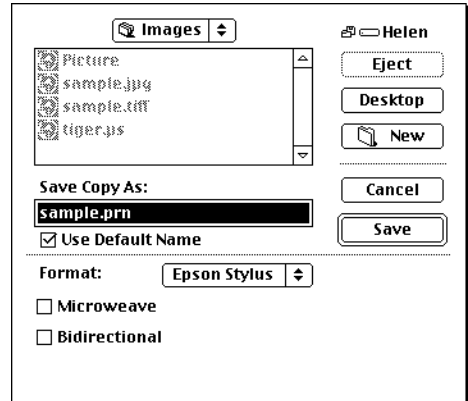 Images
Helen
Picture
sample.jpg
sample.tiff
tiger.ps
Eject
Desktop
New
Save Copy As:
sample.prn
Use Default Name
Cancel
Save
Format: Epson Stylus
Microweave
Bidirectional